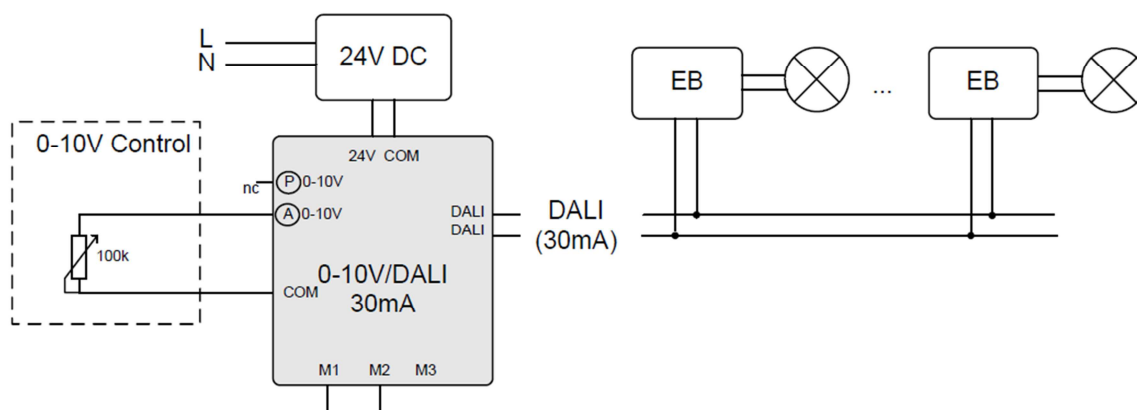 L
N
24V DC
EB
...
EB
0-10V Control
24V COM
nc
P 0-10V
A 0-10V
100k
DALI
DALI
DALI
(30mA)
COM
0-10V/DALI
30mA
M1 M2 M3